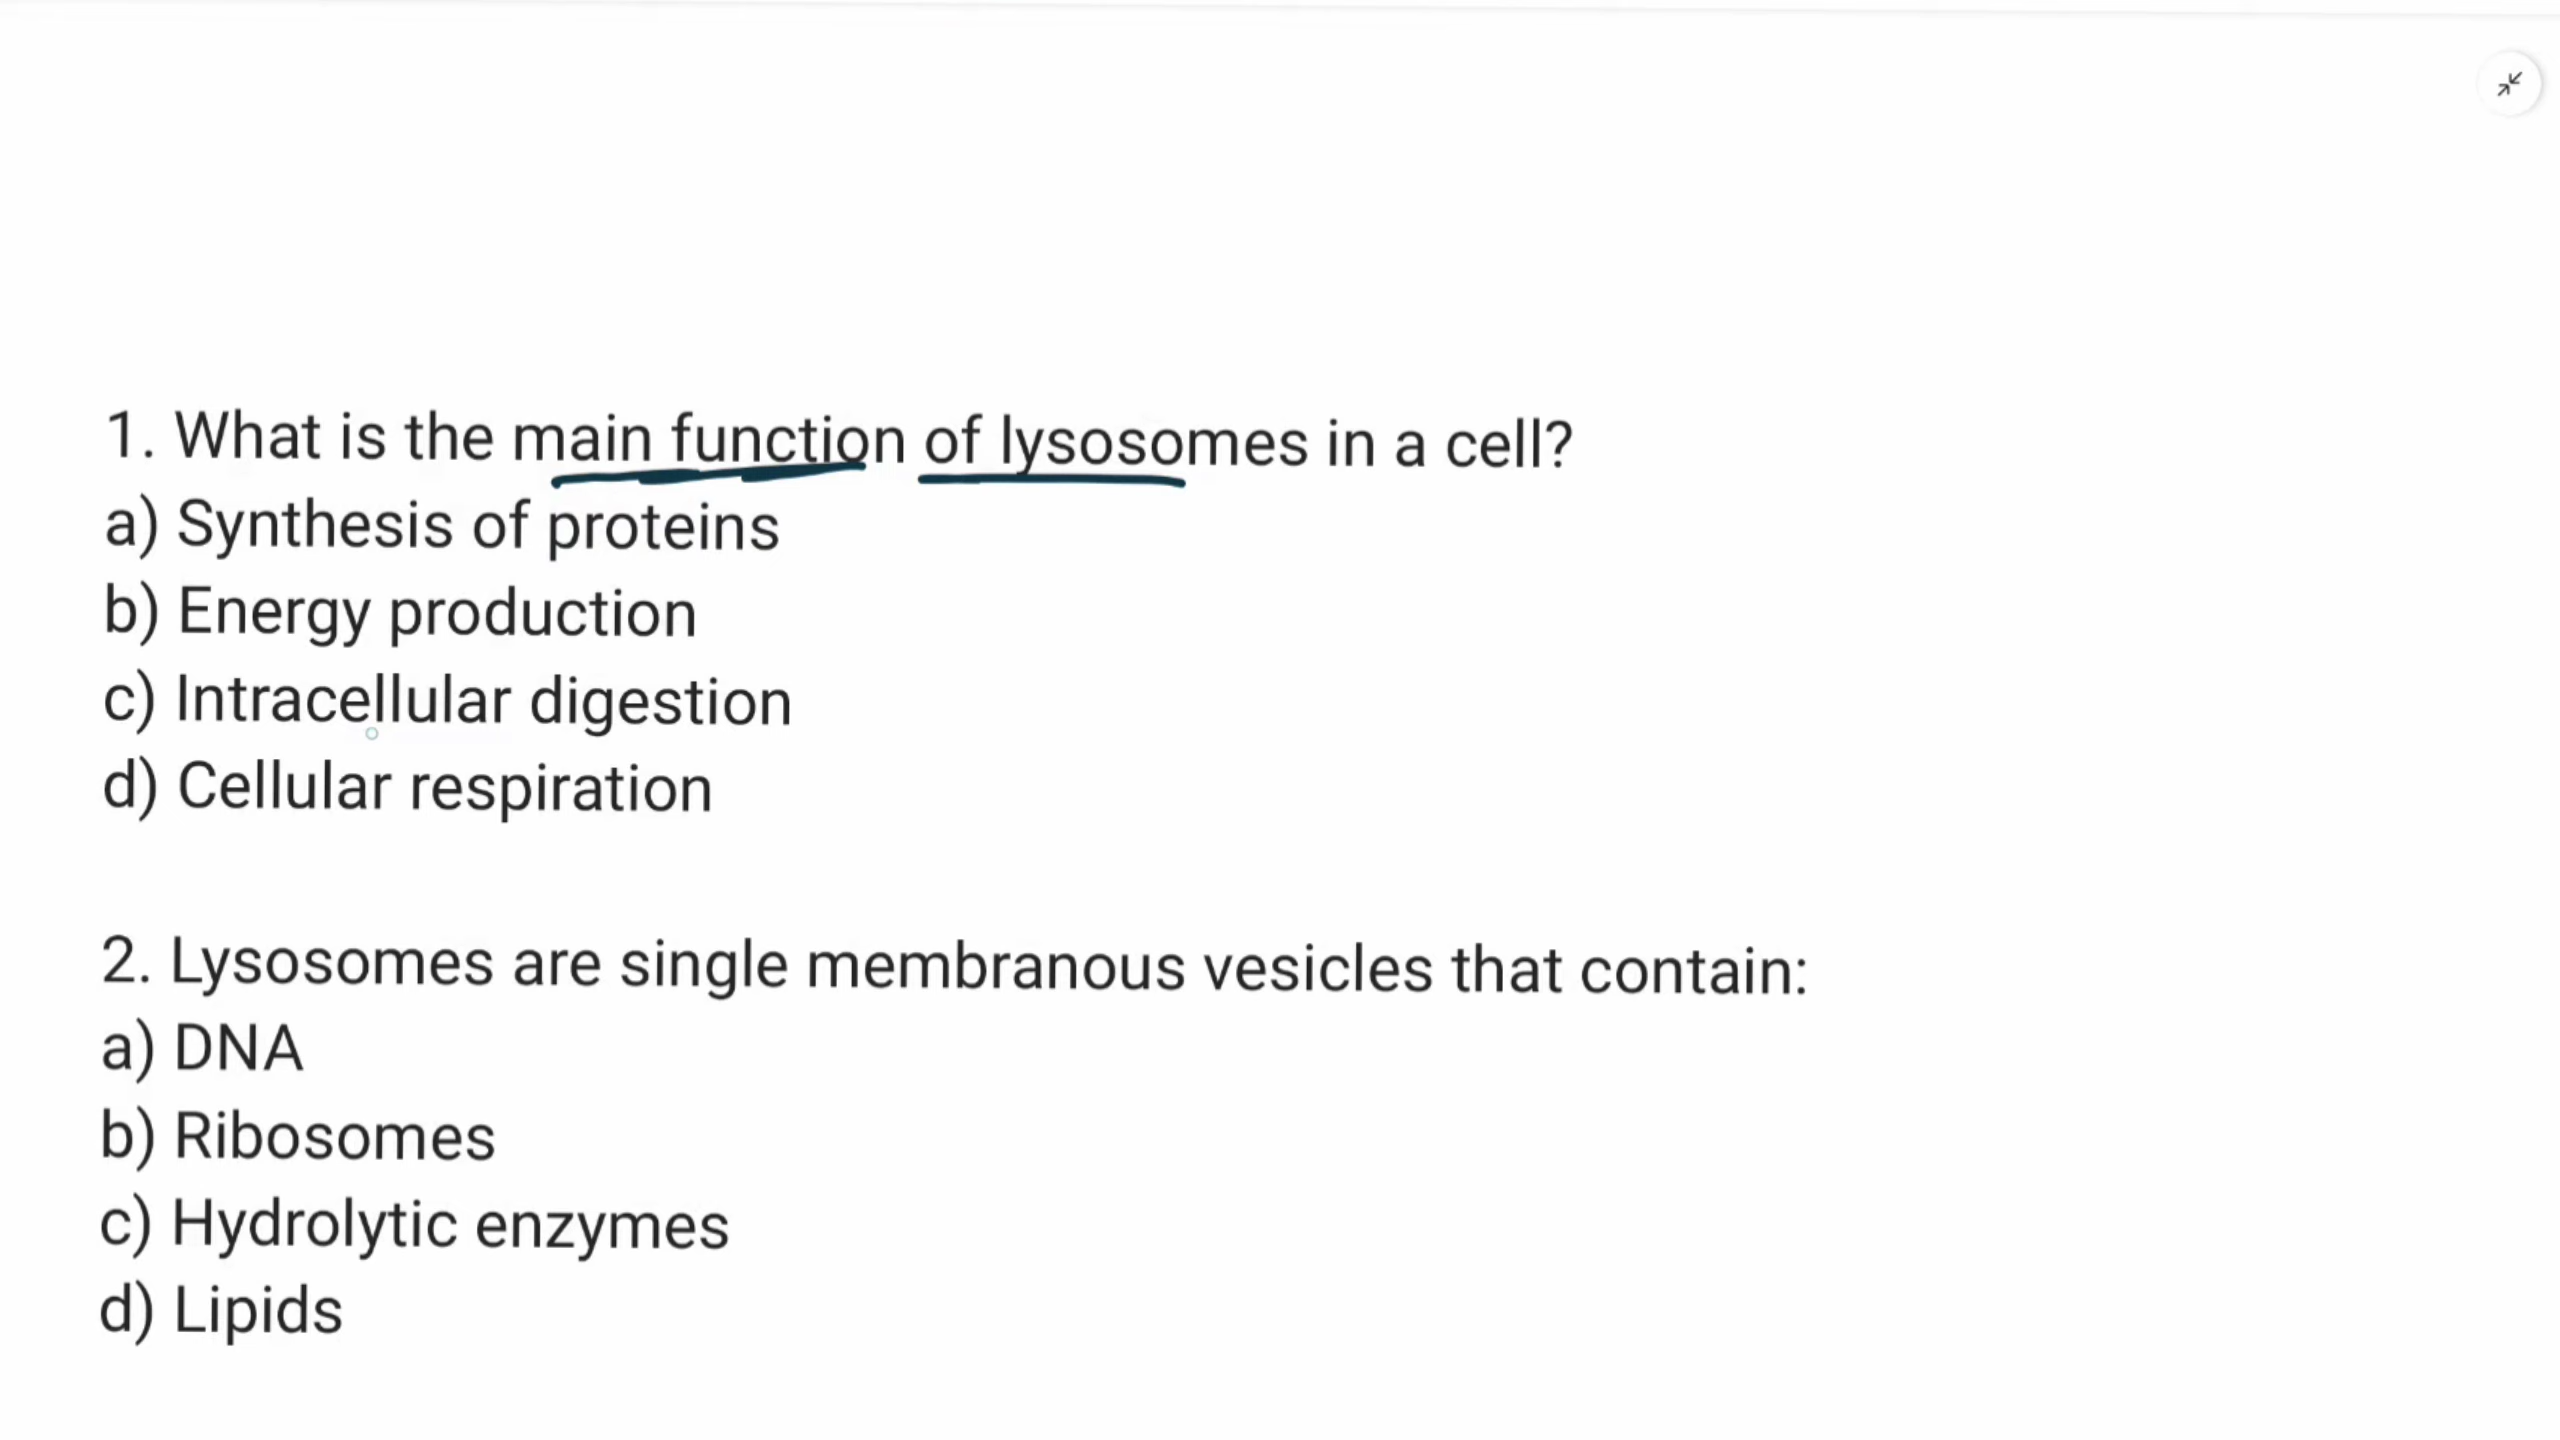 1. What is the main function of lysosomes in a cell?
a) Synthesis of proteins
b) Energy production
c) Intracellular digestion
d) Cellular respiration
2. Lysosomes are single membranous vesicles that contain:
a) DNA
b) Ribosomes
c) Hydrolytic enzymes
d) Lipids